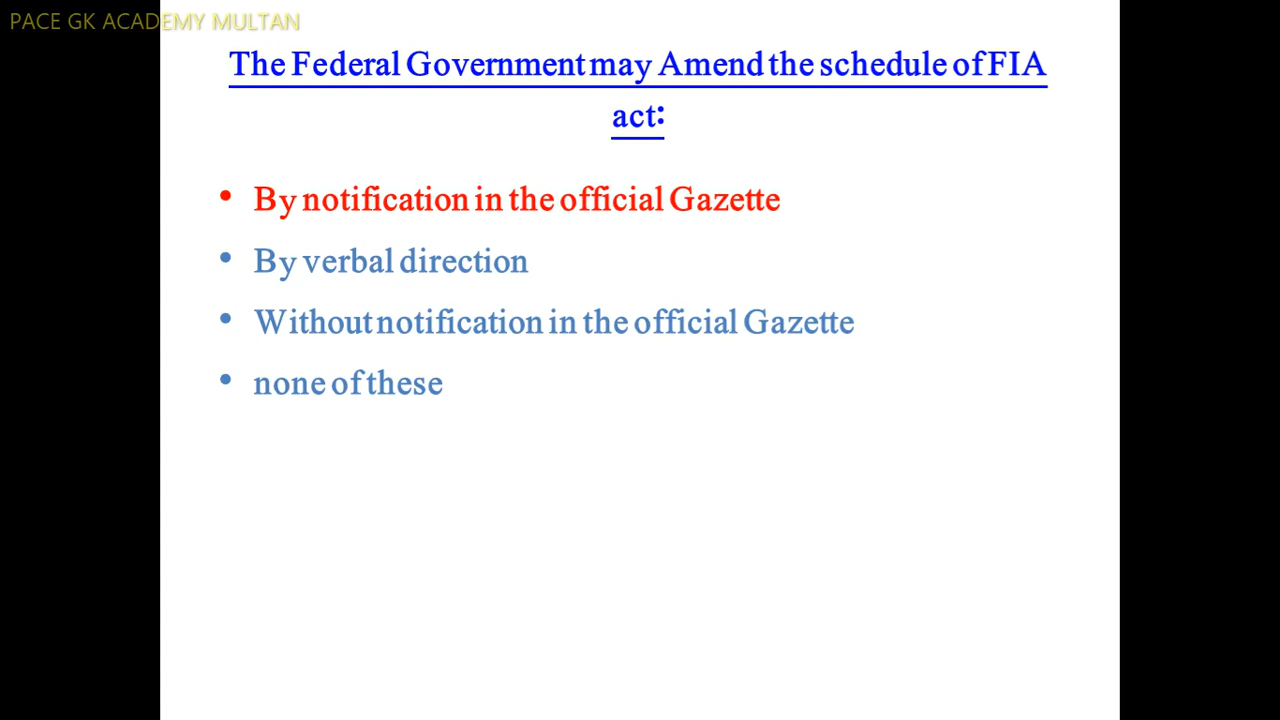 PACE GK ACADEMY MULTAN
The Federal Government may Amend the schedule of FIA
act:
• By notification in the official Gazette
• By verbal direction
• Without notification in the official Gazette
• none of these